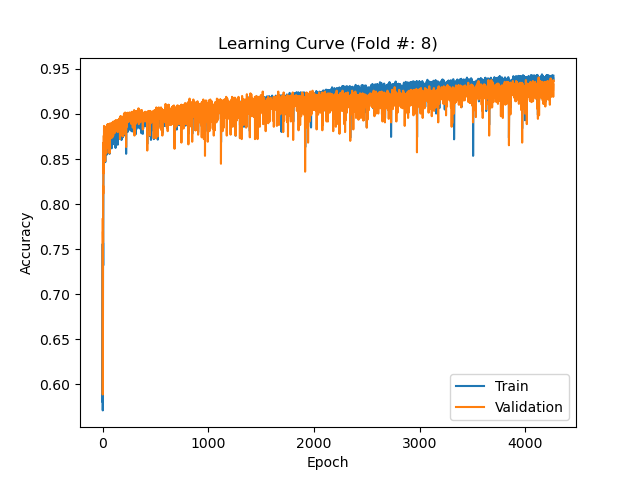 Learning Curve (Fold #: 8)
0.95
0.90
0.85
0.80
0.75
0.70
0.65
0.60
Accuracy
0 1000 2000 3000 4000
Epoch
Train
Validation